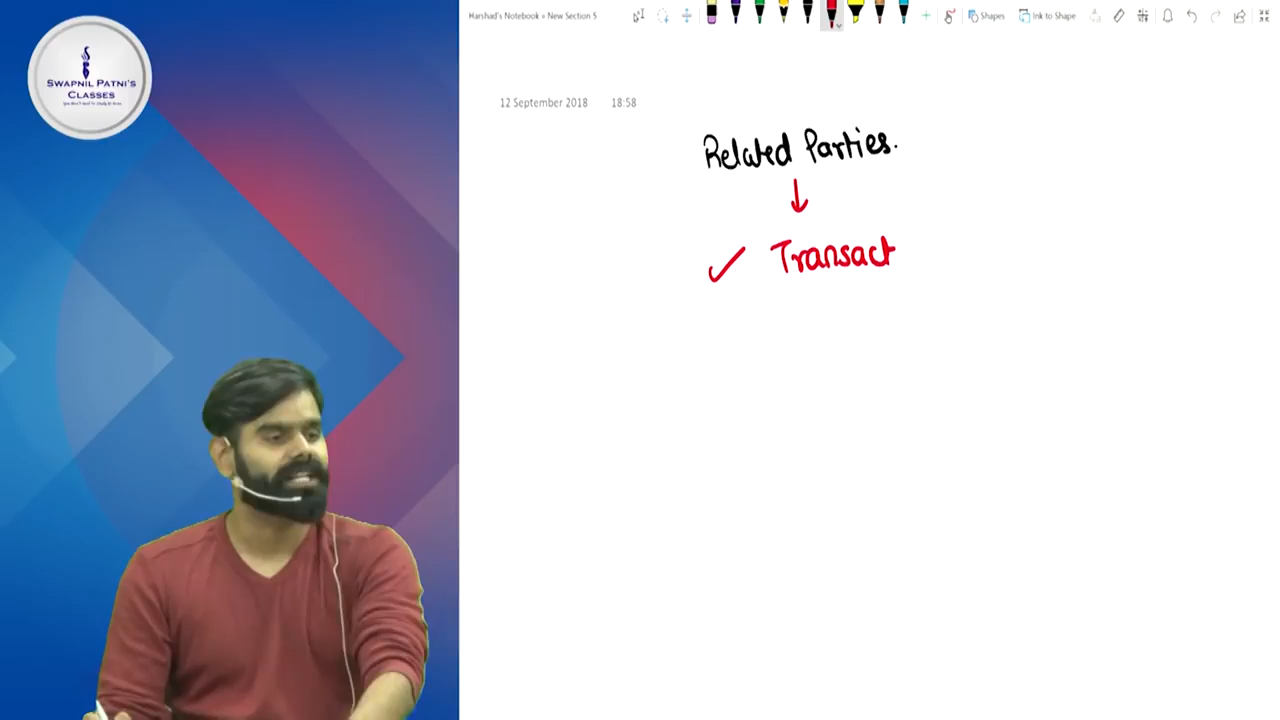 SWAPNIL PATNI'S
CLASSES
Harshad's Notebook » New Section 5
Shapes
Ink to Shape
12 September 2018 18:58
Related Parties.
Transact